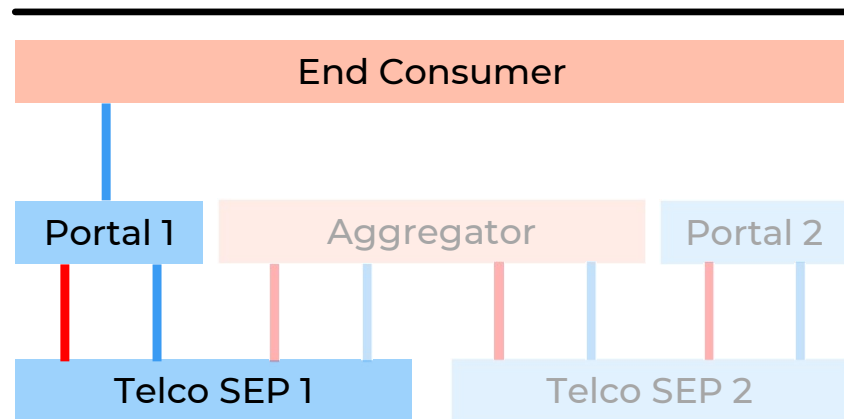 End Consumer
Portal 1
Aggregator
Portal 2
Telco SEP 1
Telco SEP 2